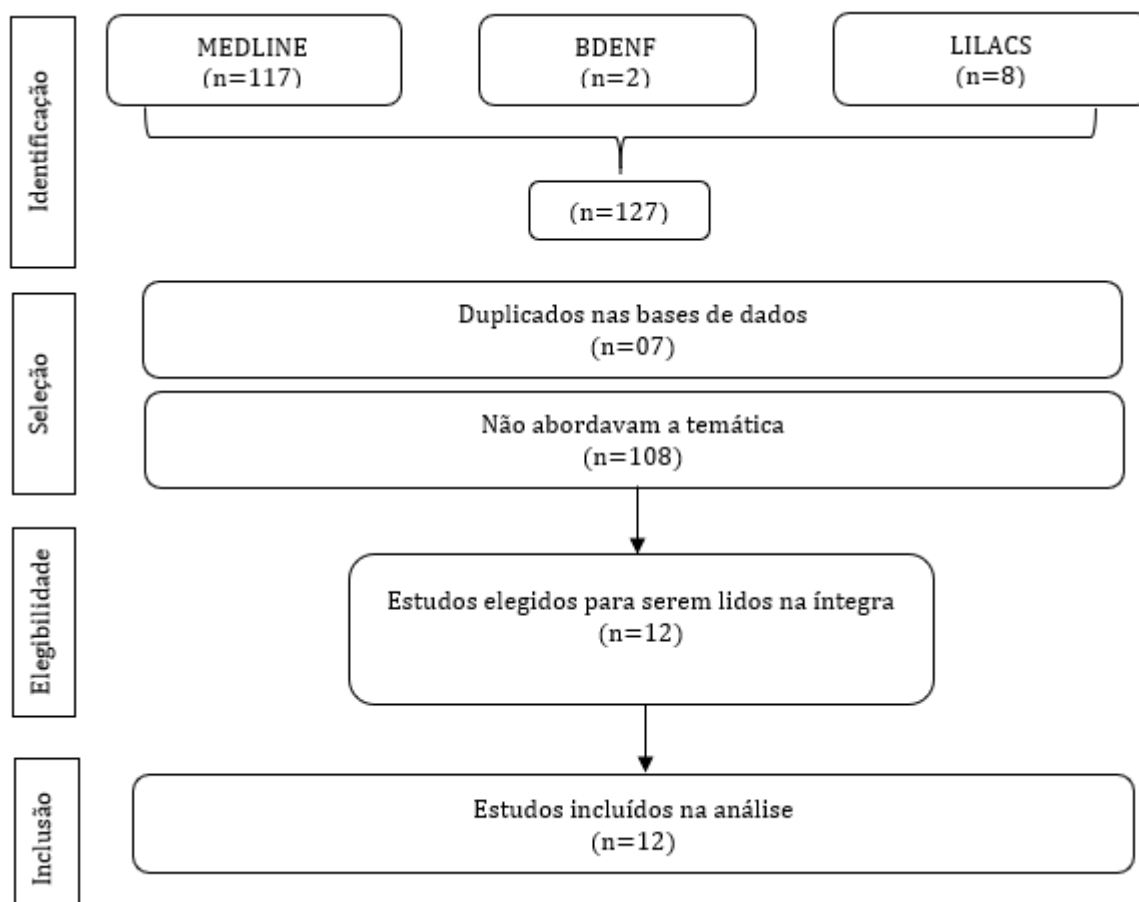 Identificação
MEDLINE
(n=117)
BDENF
(n=2)
LILACS
(n=8)
(n=127)
Seleção
Duplicados nas bases de dados
(n=07)
Não abordavam a temática
(n=108)
Elegibilidade
Estudos elegidos para serem lidos na íntegra
(n=12)
Inclusão
Estudos incluídos na análise
(n=12)